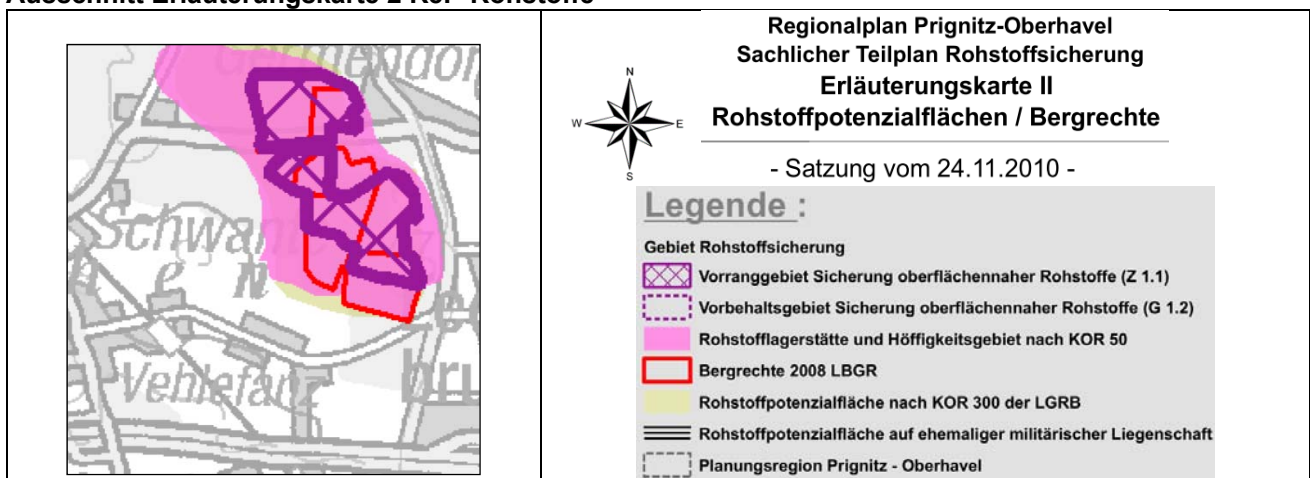 Ausschnitt Erläuterungskarte 2 ReP-Rohstoffe
Schwant
n e n
Vehlefanz
bru
Regionalplan Prignitz-Oberhavel
Sachlicher Teilplan Rohstoffsicherung
Erläuterungskarte II
Rohstoffpotenzialflächen / Bergrechte
N
W
E
S
- Satzung vom 24.11.2010 -
Legende :
Gebiet Rohstoffsicherung
Vorranggebiet Sicherung oberflächennaher Rohstoffe (Z 1.1)
Vorbehaltsgebiet Sicherung oberflächennaher Rohstoffe (G 1.2)
Rohstofflagerstätte und Höffigkeitsgebiet nach KOR 50
Bergrechte 2008 LBGR
Rohstoffpotenzialfläche nach KOR 300 der LGRB
Rohstoffpotenzialfläche auf ehemaliger militärischer Liegenschaft
Planungsregion Prignitz - Oberhavel